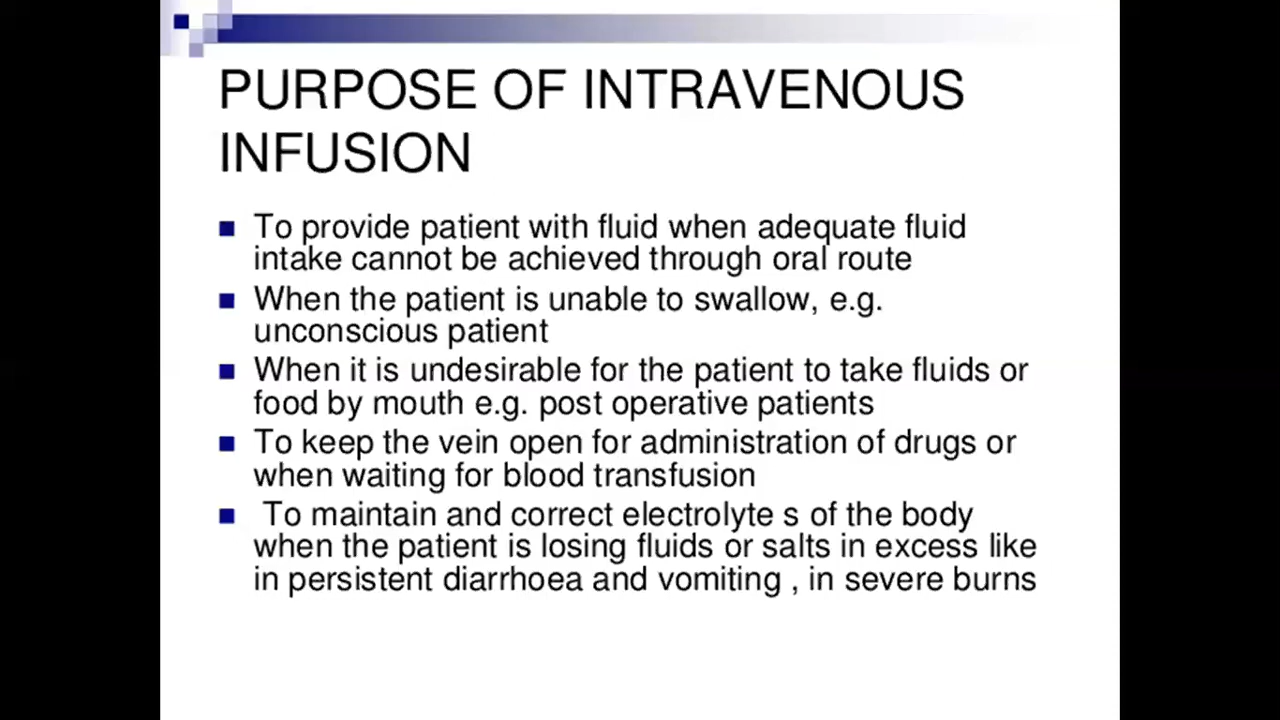 PURPOSE OF INTRAVENOUS
INFUSION
To provide patient with fluid when adequate fluid
intake cannot be achieved through oral route
When the patient is unable to swallow, e.g.
unconscious patient
When it is undesirable for the patient to take fluids or
food by mouth e.g. post operative patients
To keep the vein open for administration of drugs or
when waiting for blood transfusion
To maintain and correct electrolyte s of the body
when the patient is losing fluids or salts in excess like
in persistent diarrhoea and vomiting , in severe burns